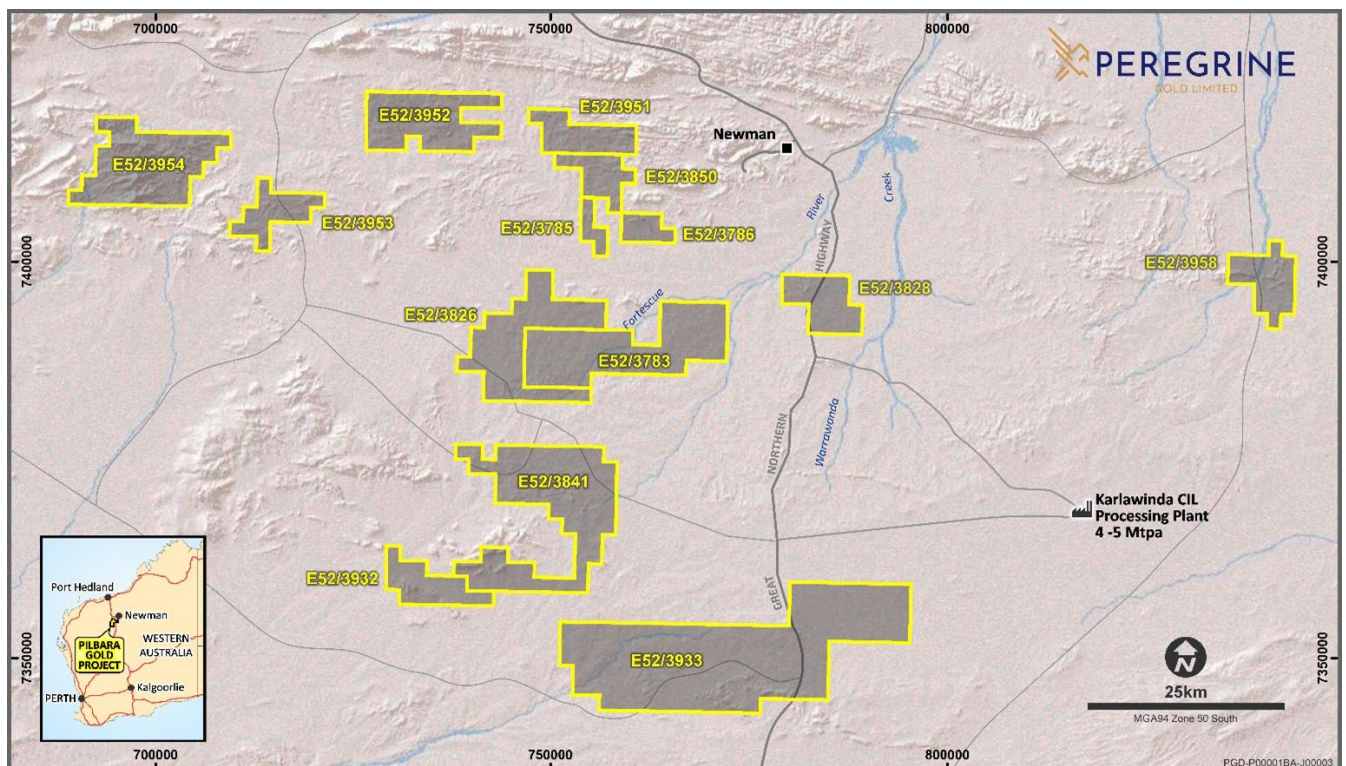 700000
750000
800000
PEREGRINE
GOLD LIMITED
E52/3952
E52/3951
Newman
E52/3954
E52/3850
E52/3953
E52/3785
E52/3786
River
Creek
HIGHWAY
7400000
7400000
E52/3958
E52/3826
Fortescue
E52/3828
E52/3783
NORTHERN
Warrawanda
E52/3841
Karlawinda CIL
Processing Plant
4 -5 Mtpa
E52/3932
GREAT
E52/3933
Port Hedland
Newman
WESTERN
AUSTRALIA
PILBARA
GOLD
PROJECT
Kalgoorlie
PERTH
7350000
7350000
N
25km
MGA94 Zone 50 South
700000
750000
800000
PGD-P00001BA-J00003